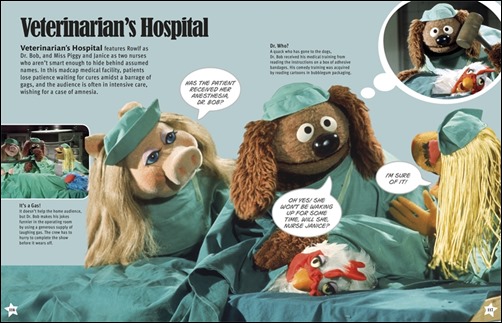 Veterinarian's Hospital
Veterinarian's Hospital features Rowlf as
Dr. Bob, and Miss Piggy and Janice as two nurses
who aren't smart enough to hide behind assumed
names. In this madcap medical facility, patients
lose patience waiting for cures amidst a barrage of
gags, and the audience is often in intensive care,
wishing for a case of amnesia.
Dr. Who?
A quack who has gone to the dogs,
Dr. Bob received his medical training from
reading the instructions on a box of adhesive
bandages. His comedy training was acquired
by reading cartoons in bubblegum packaging.
HAS THE PATIENT
RECEIVED HER
ANESTHESIA,
DR. BOB?
OH YES! SHE
WON'T BE WAKING
UP FOR SOME
TIME, WILL SHE,
NURSE JANICE?
I'M SURE
OF IT!
It's a Gas!
It doesn't help the home audience,
but Dr. Bob makes his jokes
funnier in the operating room
by using a generous supply of
laughing gas. The crew has to
hurry to complete the show
before it wears off.